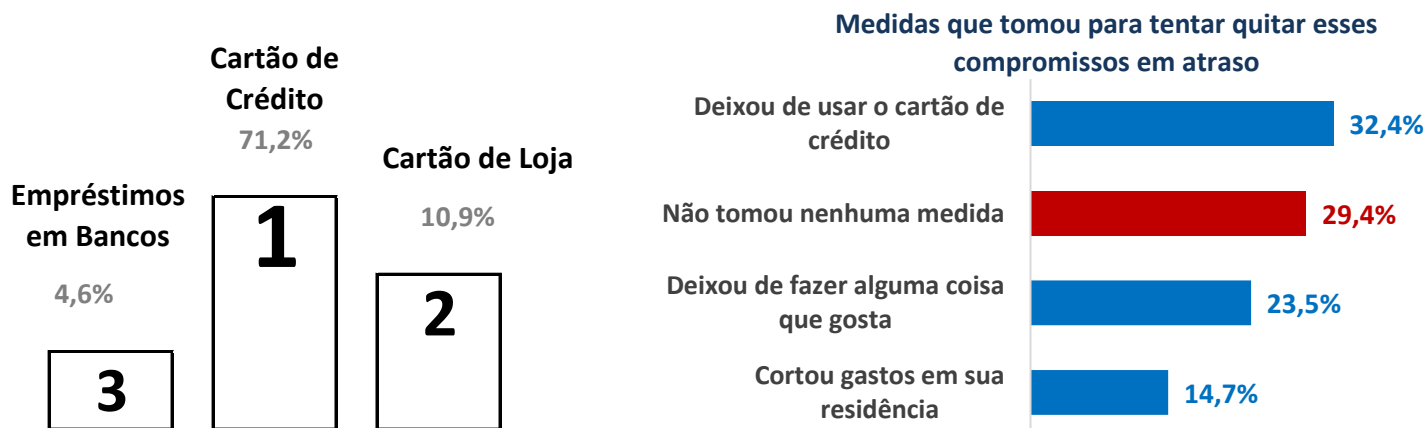 Cartão de
Crédito
71,2%
Cartão de Loja
10,9%
Empréstimos
em Bancos
4,6%
1
2
3
Medidas que tomou para tentar quitar esses
compromissos em atraso
Deixou de usar o cartão de
crédito
32,4%
Não tomou nenhuma medida
29,4%
Deixou de fazer alguma coisa
que gosta
23,5%
Cortou gastos em sua
residência
14,7%